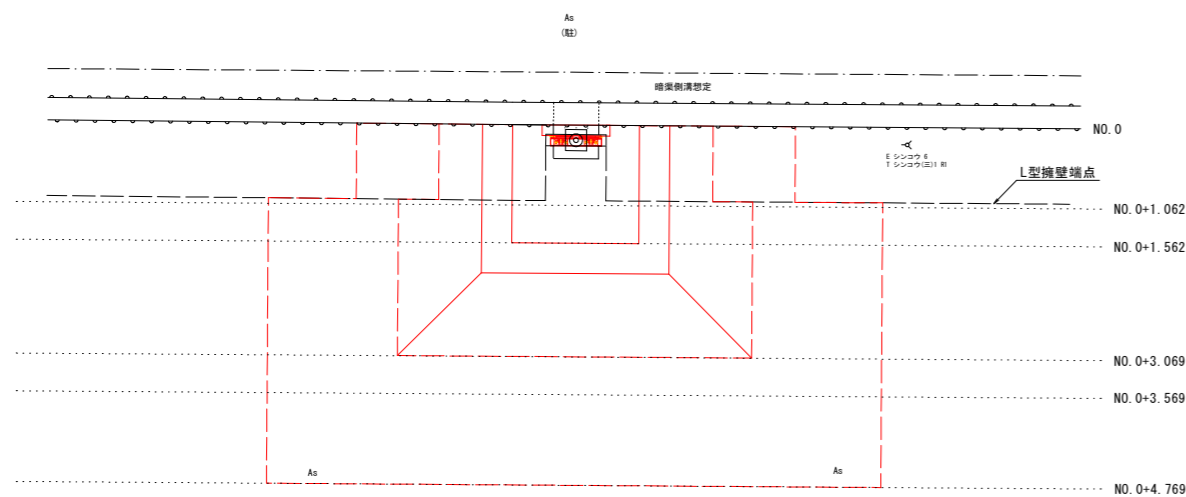 As
(駐)
暗渠側溝想定
NO.0
E シンコウ 6
T シンコウ(三)1 R1
L型擁壁端点
NO.0+1.062
NO.0+1.562
NO.0+3.069
NO.0+3.569
As
As
NO.0+4.769